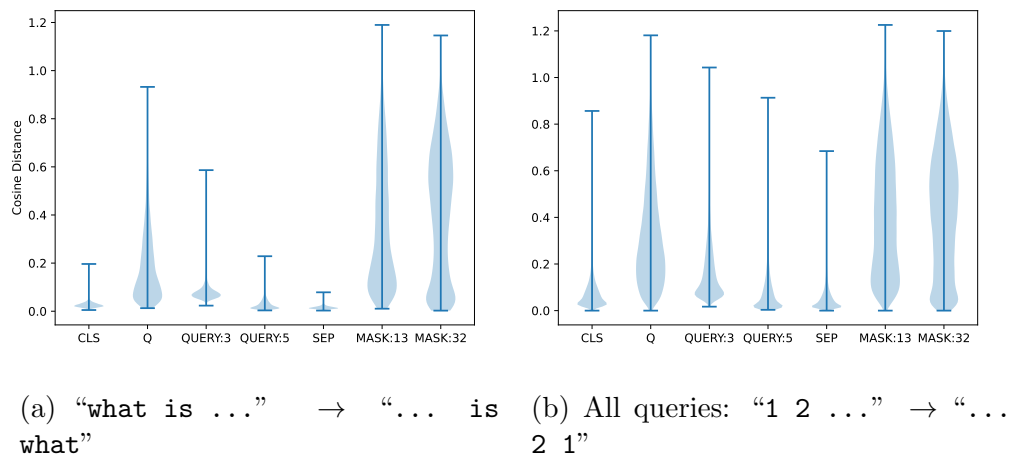 1.2
1.0
0.8
0.6
0.4
0.2
0.0
Cosine Distance
CLS Q QUERY:3 QUERY:5 SEP MASK:13 MASK:32
1.2
1.0
0.8
0.6
0.4
0.2
0.0
CLS Q QUERY:3 QUERY:5 SEP MASK:13 MASK:32
(a) “what is ...” → “... is
what”
(b) All queries: “1 2 ...” → “...
2 1”